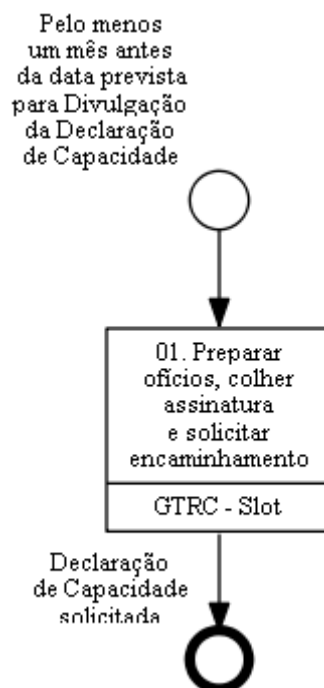 Pelo menos
um mês antes
da data prevista
para Divulgação
da Declaração
de Capacidade
01. Preparar
ofícios, colher
assinatura
e solicitar
encaminhamento
GTRC - Slot
Declaração
de Capacidade
solicitada